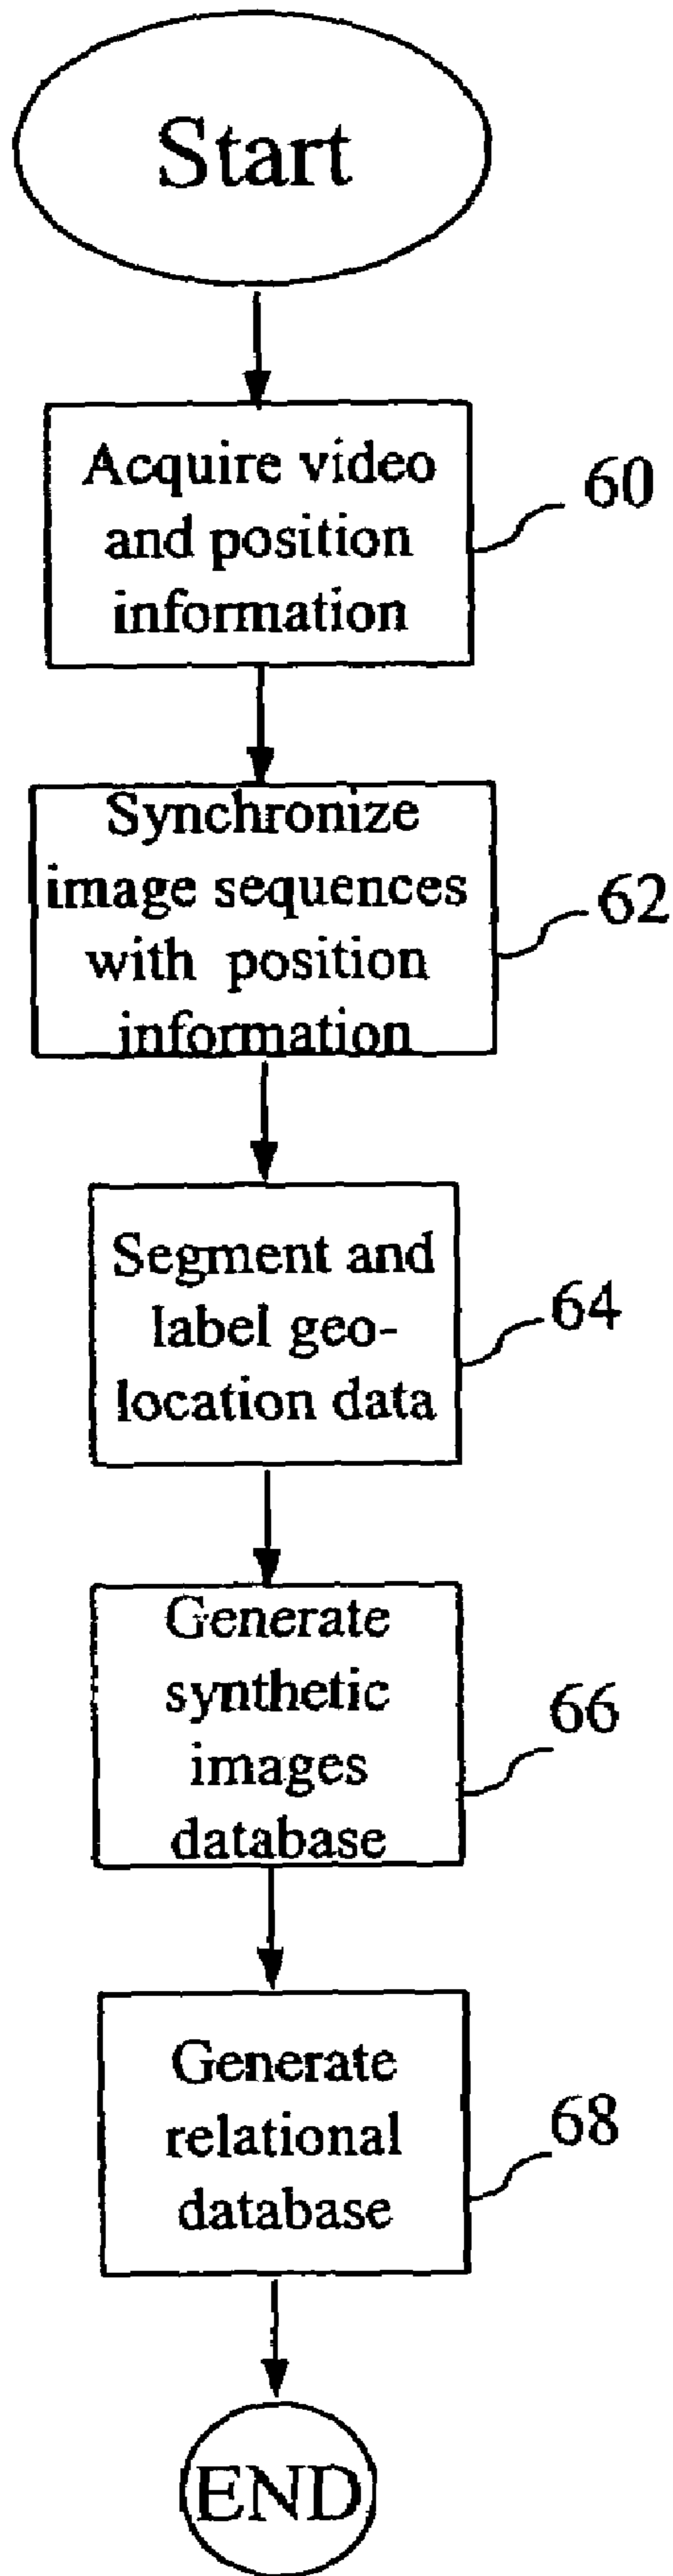 Start
Acquire video
and position
information
60
Synchronize
image sequences
with position
information
62
Segment and
label geo-
location data
64
Generate
synthetic
images
database
66
Generate
relational
database
68
END